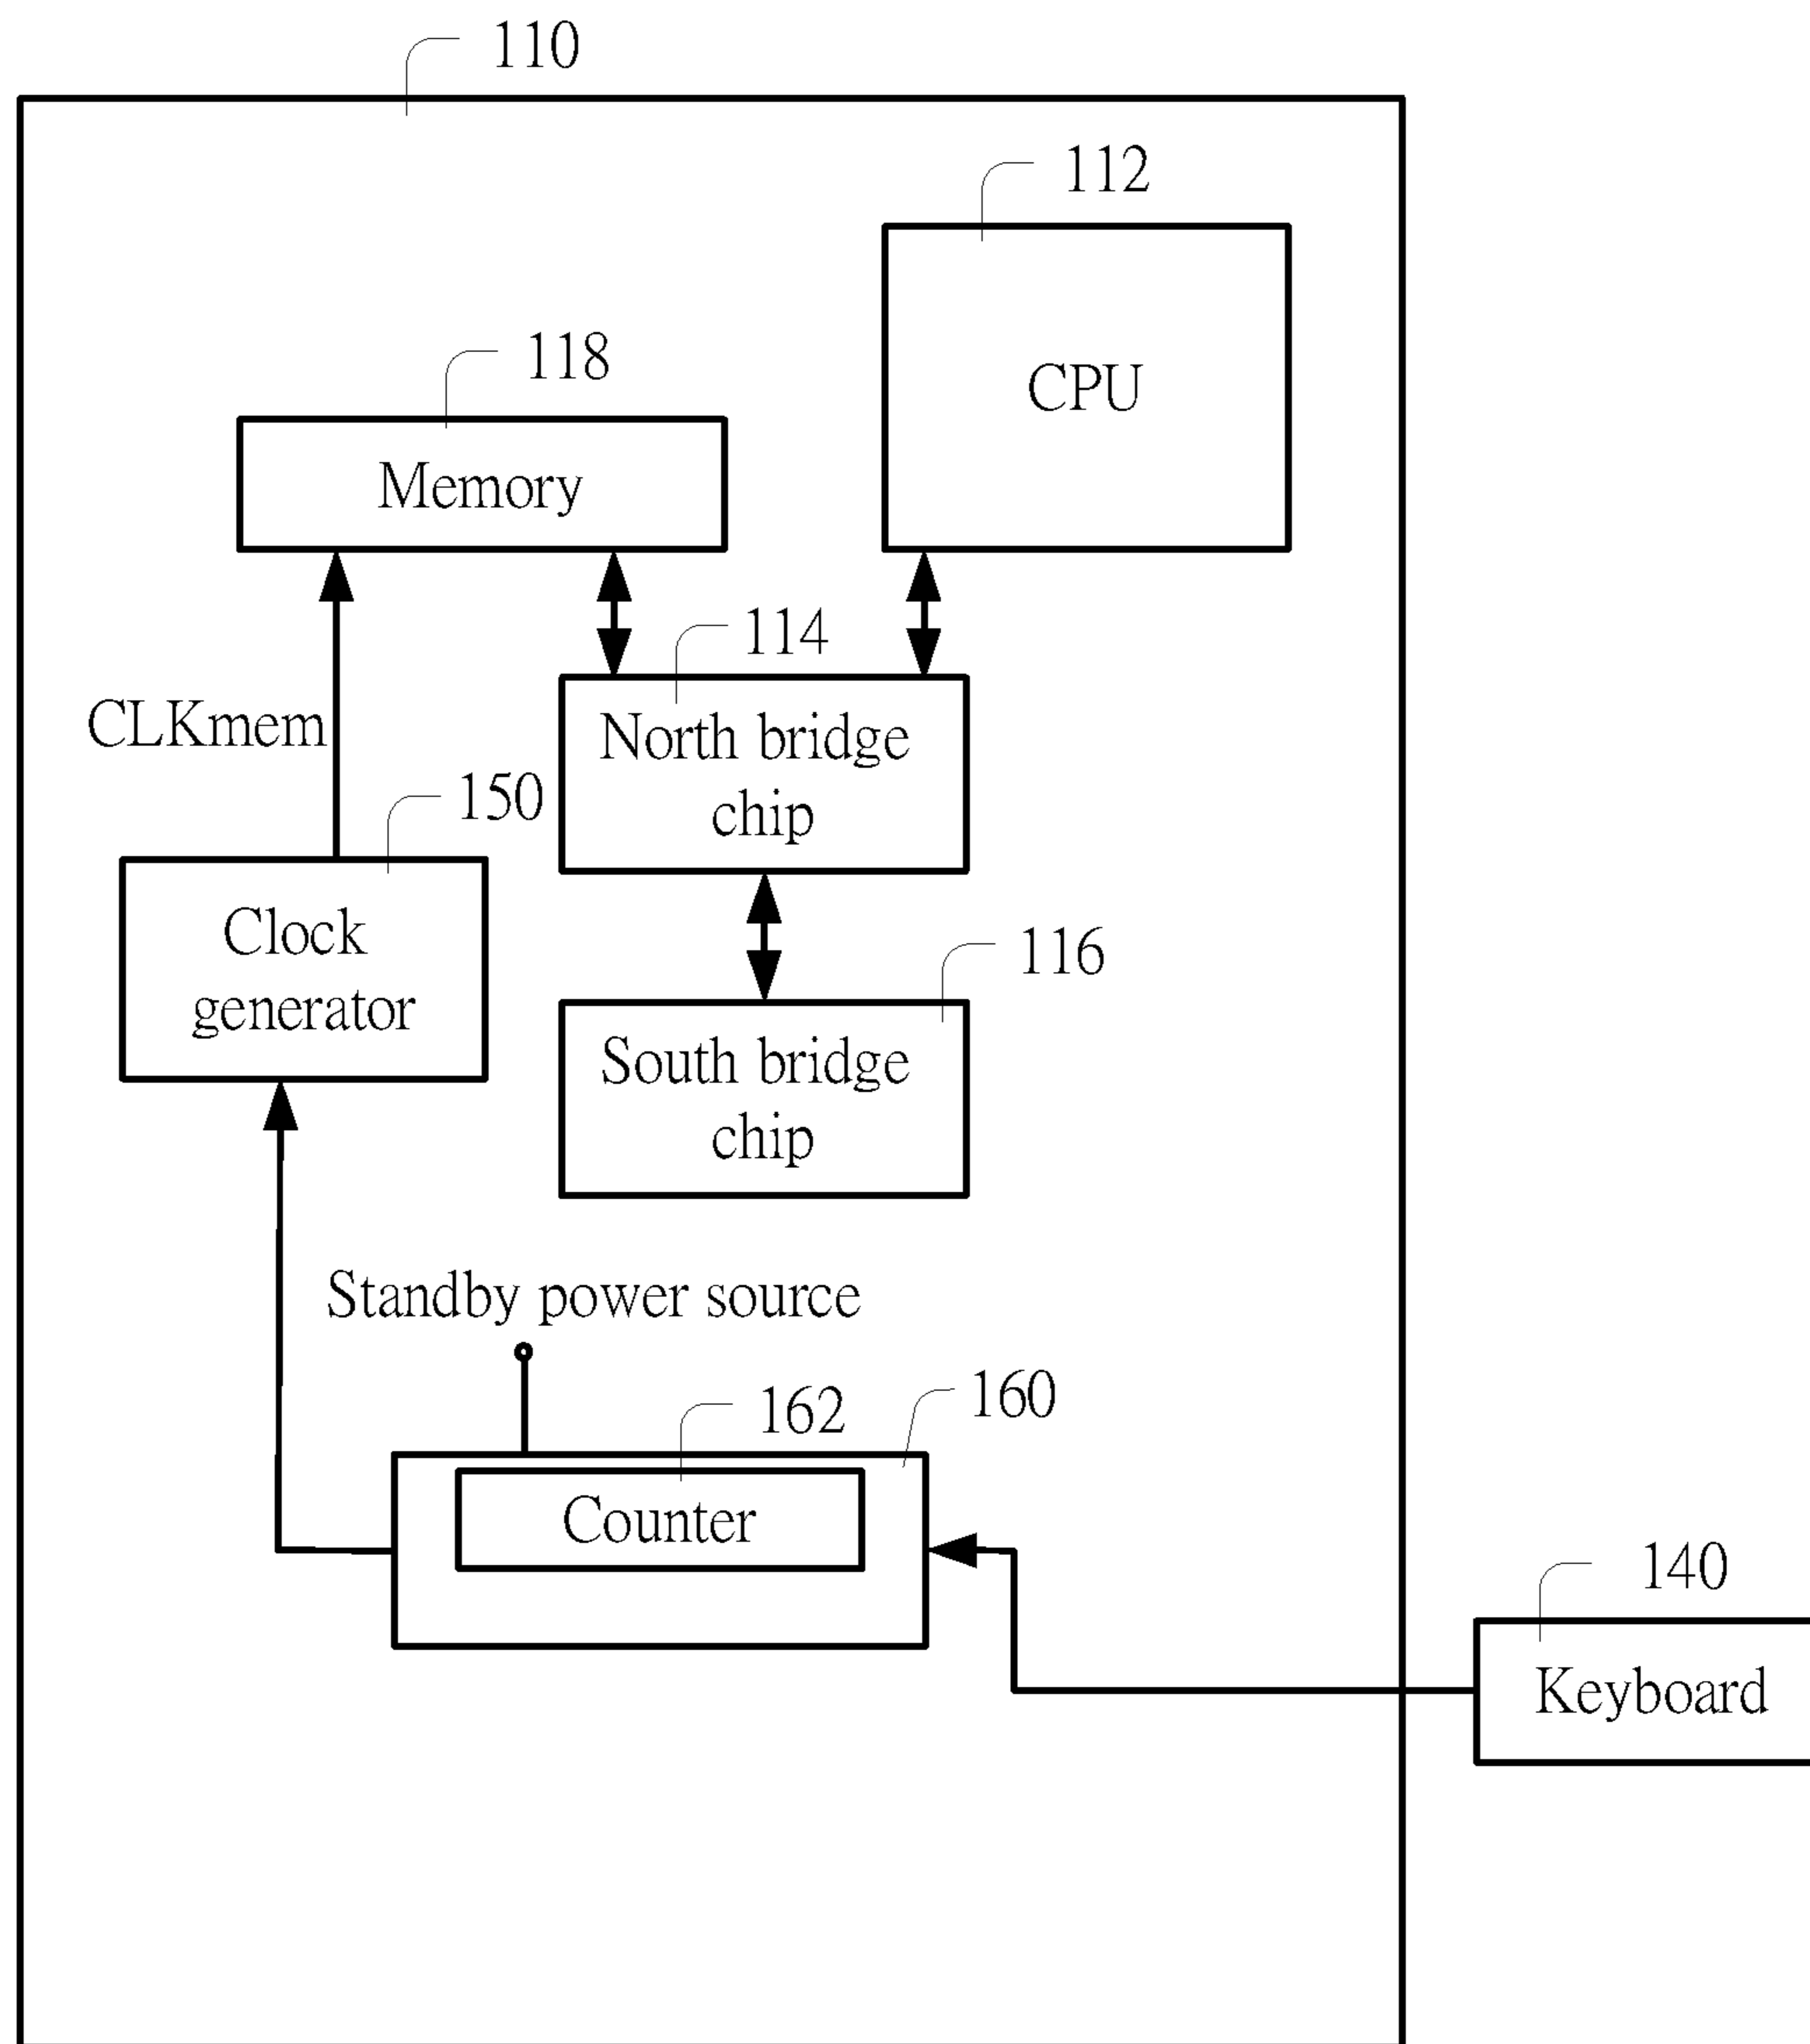 110
112
CPU
118
Memory
114
North bridge
chip
CLKmem
150
Clock
generator
116
South bridge
chip
Standby power source
162
160
Counter
140
Keyboard